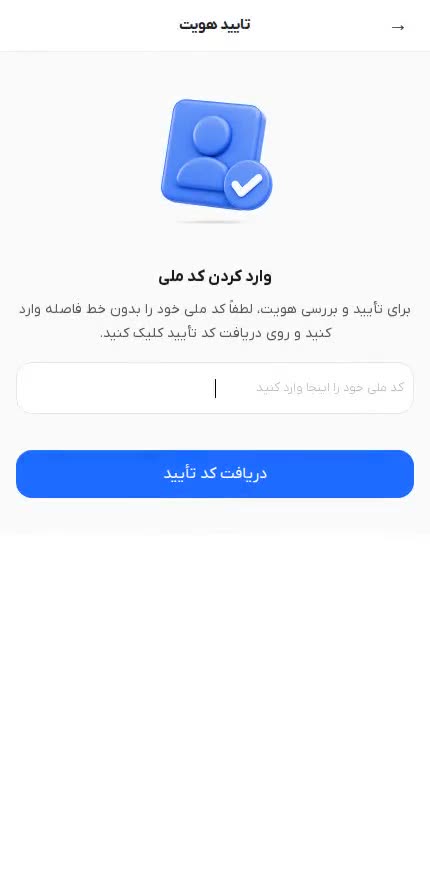 تایید هویت
→
وارد کردن کد ملی
برای تأیید و بررسی هویت، لطفاً کد ملی خود را بدون خط فاصله وارد
کنید و روی دریافت کد تأیید کلیک کنید.
کد ملی خود را اینجا وارد کنید
دریافت کد تأیید